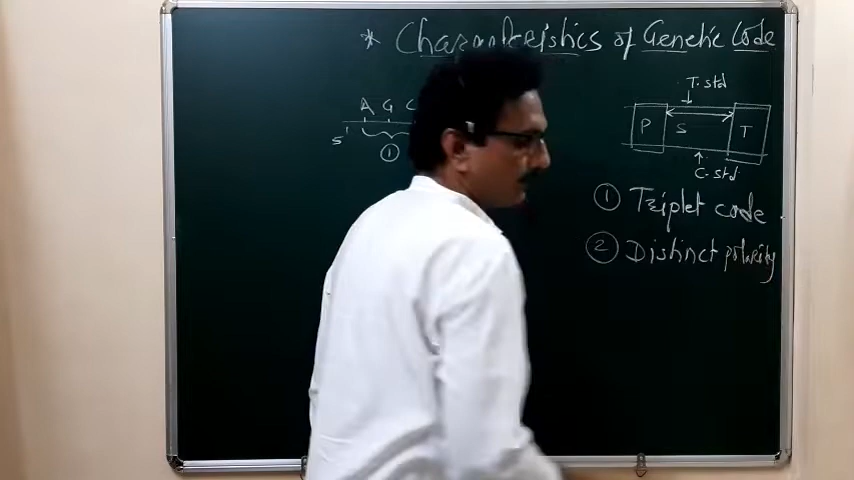 * Characteristics of Genetic Code
T. std
A G C
P S T
5'
①
C. std
① Triplet code
② Distinct polarity